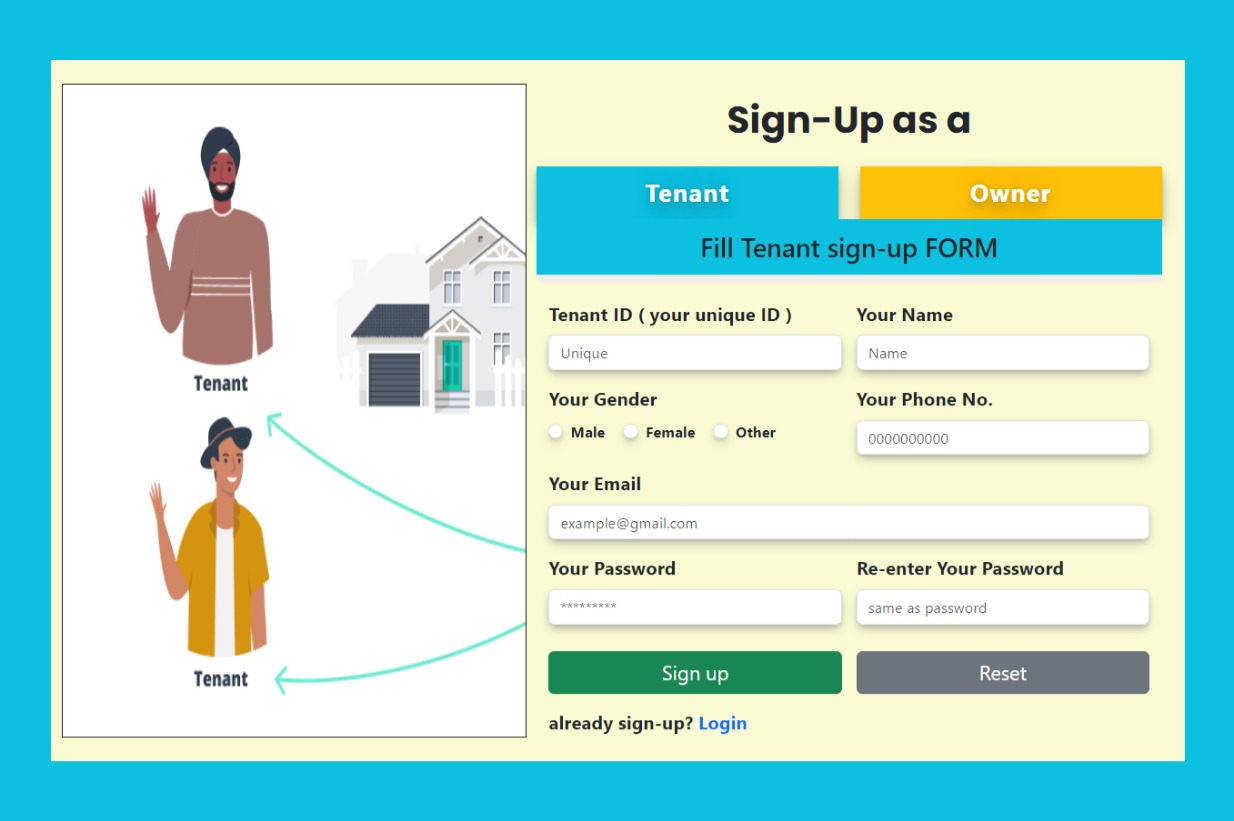 Tenant
Tenant
Sign-Up as a
Tenant
Owner
Fill Tenant sign-up FORM
Tenant ID ( your unique ID )
Your Name
Unique
Name
Your Gender
Your Phone No.
Male
Female
Other
0000000000
Your Email
example@gmail.com
Your Password
Re-enter Your Password
*********
same as password
Sign up
Reset
already sign-up? Login